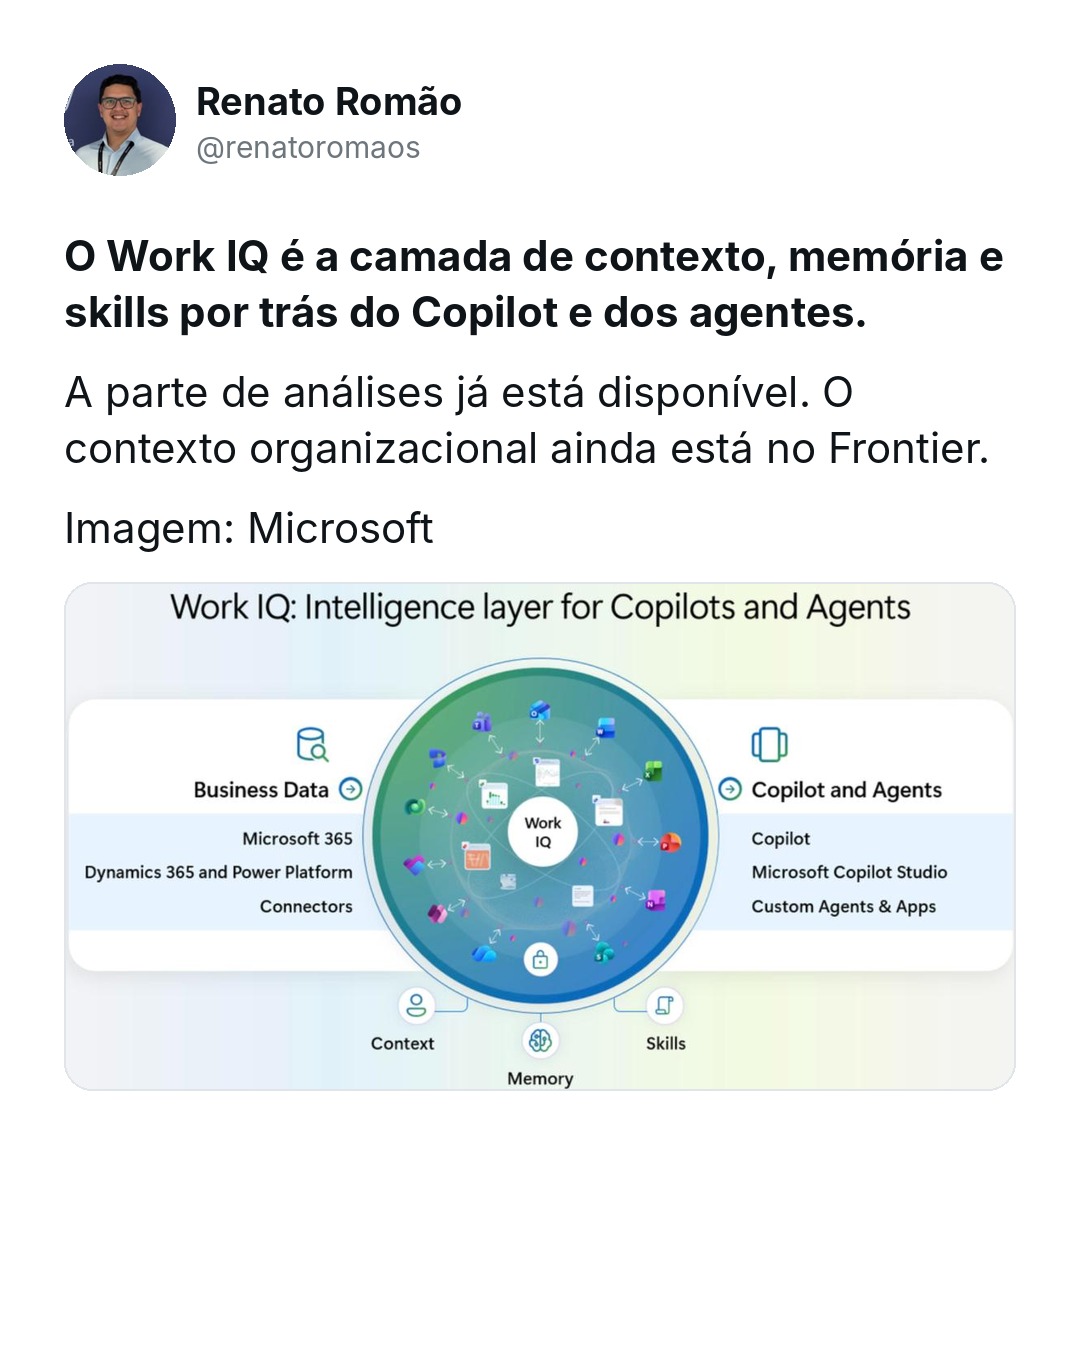 Renato Romão
@renatoromaos
O Work IQ é a camada de contexto, memória e
skills por trás do Copilot e dos agentes.
A parte de análises já está disponível. O
contexto organizacional ainda está no Frontier.
Imagem: Microsoft
Work IQ: Intelligence layer for Copilots and Agents
Business Data
Microsoft 365
Dynamics 365 and Power Platform
Connectors
Work
IQ
Copilot and Agents
Copilot
Microsoft Copilot Studio
Custom Agents & Apps
Context
Memory
Skills